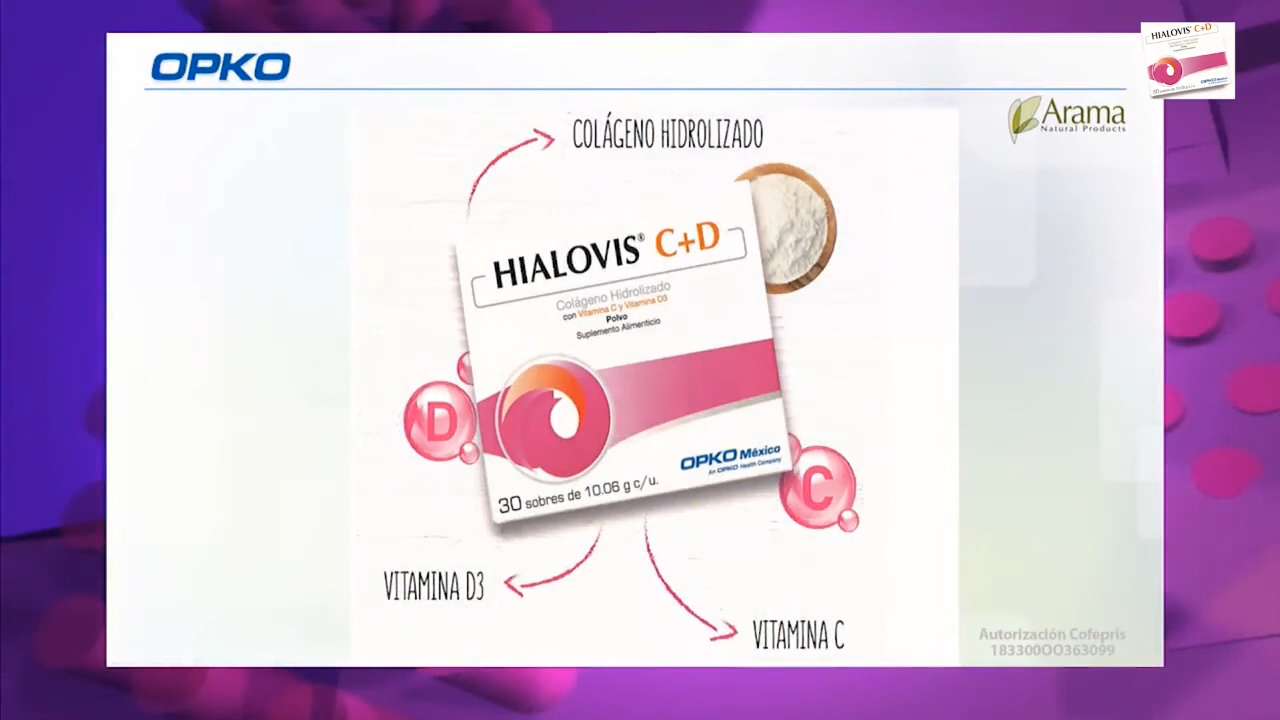 OPKO
HIALOVIS® C+D
Arama
Natural Products
COLÁGENO HIDROLIZADO
HIALOVIS® C+D
Colágeno Hidrolizado
con Vitamina C y Vitamina D3
Polvo
Suplemento Alimenticio
D
C
OPKO México
An OPKO Health Company
30 sobres de 10.06 g c/u.
VITAMINA D3
VITAMINA C
Autorización Cofepris
183300OO363099